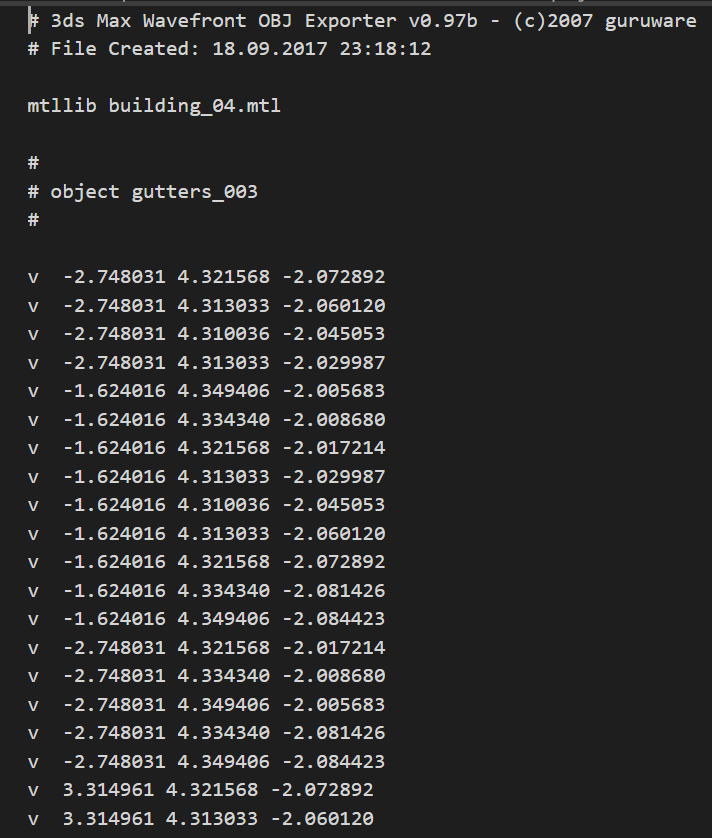 # 3ds Max Wavefront OBJ Exporter v0.97b - (c)2007 guruware
# File Created: 18.09.2017 23:18:12
mtllib building_04.mtl
#
# object gutters_003
#
v  -2.748031 4.321568 -2.072892
v  -2.748031 4.313033 -2.060120
v  -2.748031 4.310036 -2.045053
v  -2.748031 4.313033 -2.029987
v  -1.624016 4.349406 -2.005683
v  -1.624016 4.334340 -2.008680
v  -1.624016 4.321568 -2.017214
v  -1.624016 4.313033 -2.029987
v  -1.624016 4.310036 -2.045053
v  -1.624016 4.313033 -2.060120
v  -1.624016 4.321568 -2.072892
v  -1.624016 4.334340 -2.081426
v  -1.624016 4.349406 -2.084423
v  -2.748031 4.321568 -2.017214
v  -2.748031 4.334340 -2.008680
v  -2.748031 4.349406 -2.005683
v  -2.748031 4.334340 -2.081426
v  -2.748031 4.349406 -2.084423
v  3.314961 4.321568 -2.072892
v  3.314961 4.313033 -2.060120